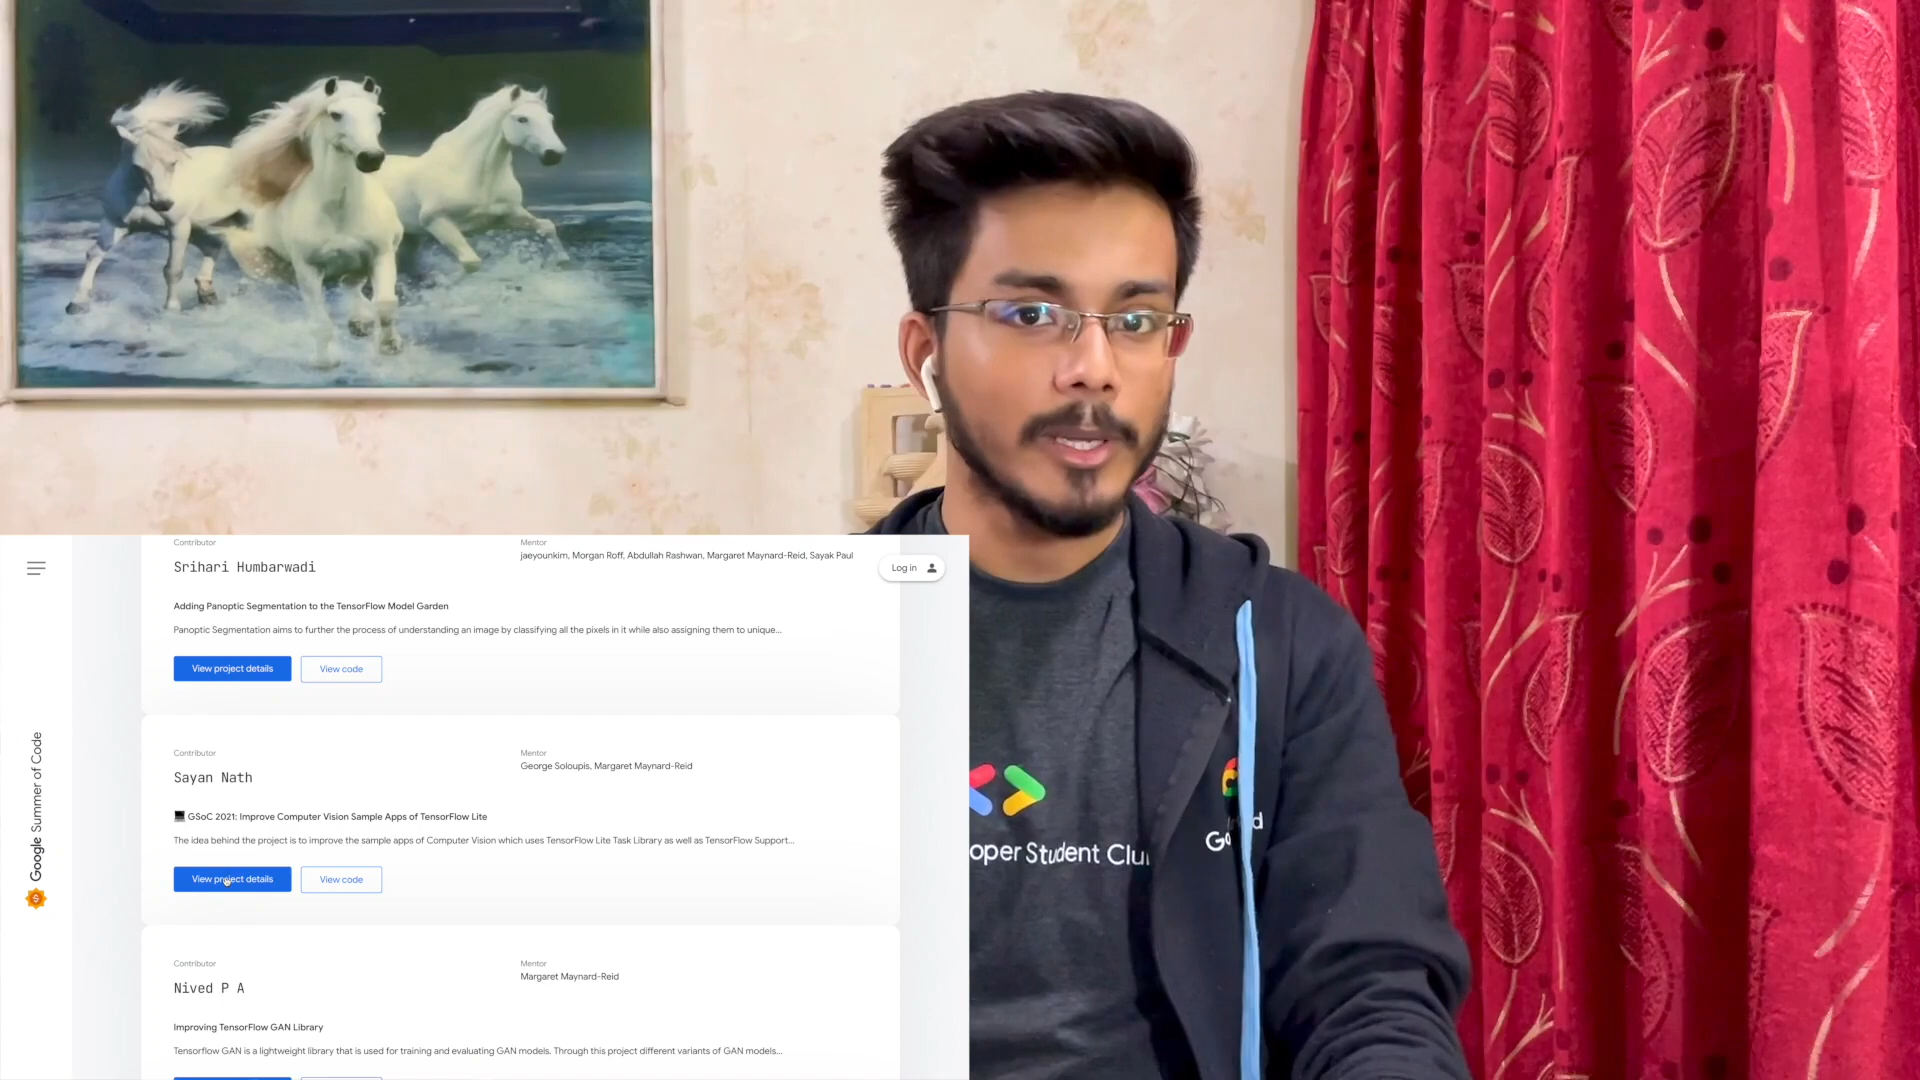 Contributor
Srihari Humbarwadi
Mentor
jaeyounkim, Morgan Roff, Abdullah Rashwan, Margaret Maynard-Reid, Sayak Paul
Log in
Adding Panoptic Segmentation to the TensorFlow Model Garden
Panoptic Segmentation aims to further the process of understanding an image by classifying all the pixels in it while also assigning them to unique...
View project details
View code
Google Summer of Code
Contributor
Sayan Nath
Mentor
George Soloupis, Margaret Maynard-Reid
GSoC 2021: Improve Computer Vision Sample Apps of TensorFlow Lite
The idea behind the project is to improve the sample apps of Computer Vision which uses TensorFlow Lite Task Library as well as TensorFlow Support...
View project details
View code
Contributor
Nived P A
Mentor
Margaret Maynard-Reid
Improving TensorFlow GAN Library
Tensorflow GAN is a lightweight library that is used for training and evaluating GAN models. Through this project different variants of GAN models...
oper Student Clu